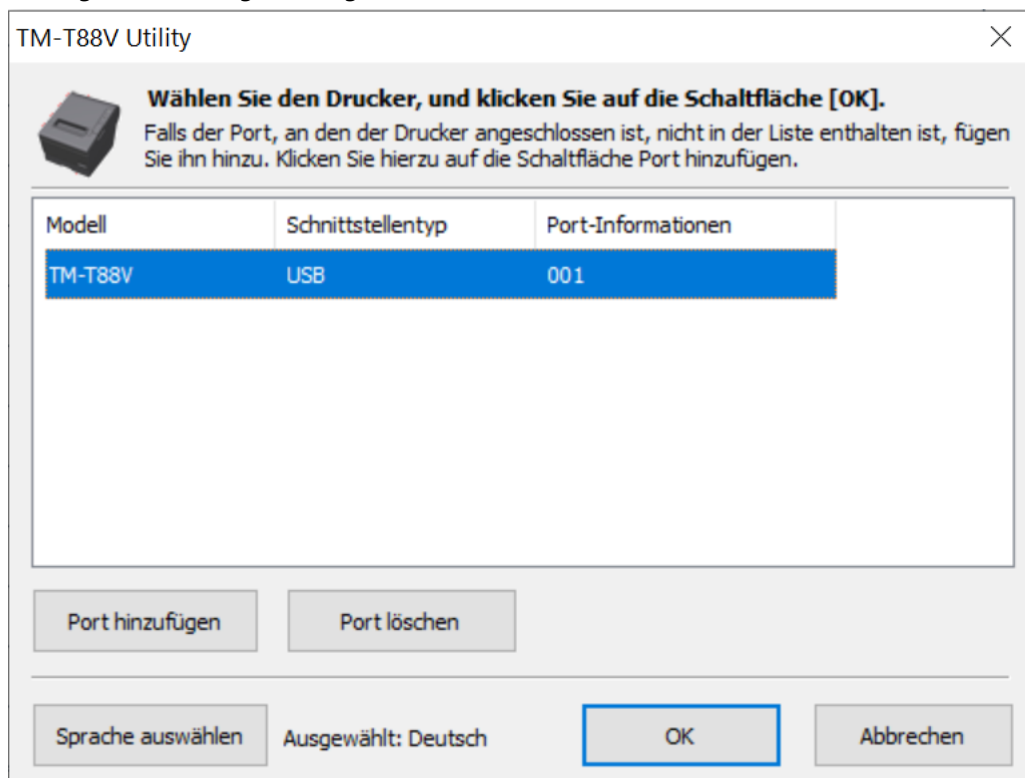 TM-T88V Utility
Wählen Sie den Drucker, und klicken Sie auf die Schaltfläche [OK].
Falls der Port, an den der Drucker angeschlossen ist, nicht in der Liste enthalten ist, fügen
Sie ihn hinzu. Klicken Sie hierzu auf die Schaltfläche Port hinzufügen.
Modell Schnittstellentyp Port-Informationen
TM-T88V USB 001
Port hinzufügen Port löschen
Sprache auswählen Ausgewählt: Deutsch OK Abbrechen